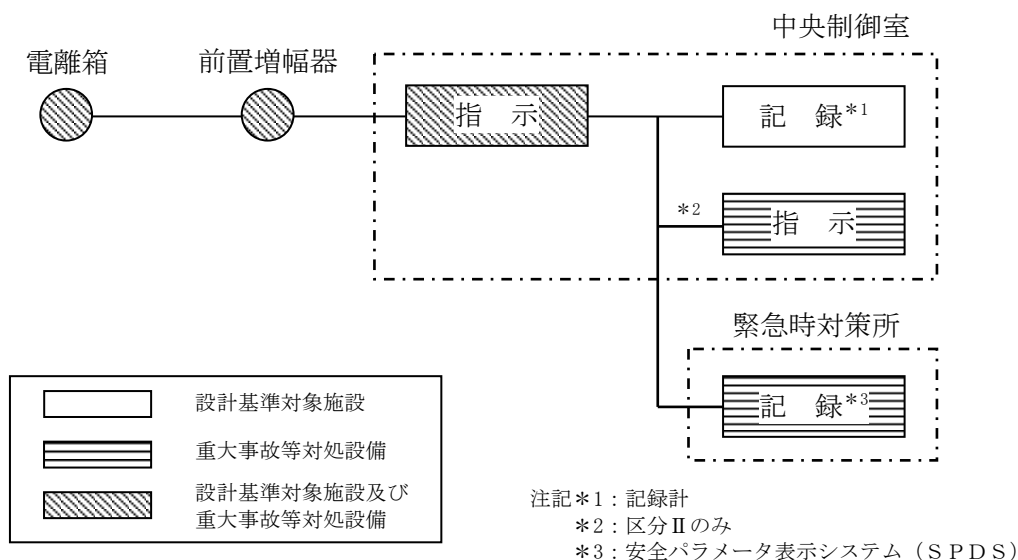 中央制御室
電離箱
前置増幅器
指 示
記 録*1
*2
指 示
緊急時対策所
記 録*3
設計基準対象施設
重大事故等対処設備
設計基準対象施設及び
重大事故等対処設備
注記*1：記録計
*2：区分Ⅱのみ
*3：安全パラメータ表示システム（ＳＰＤＳ）